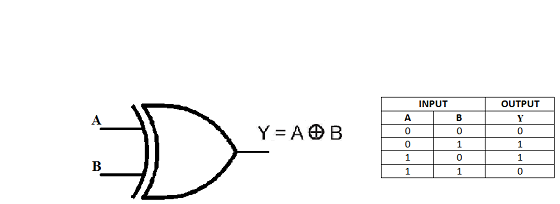 A
B
Y = A ⊕ B
INPUT OUTPUT
A B Y
0 0 0
0 1 1
1 0 1
1 1 0